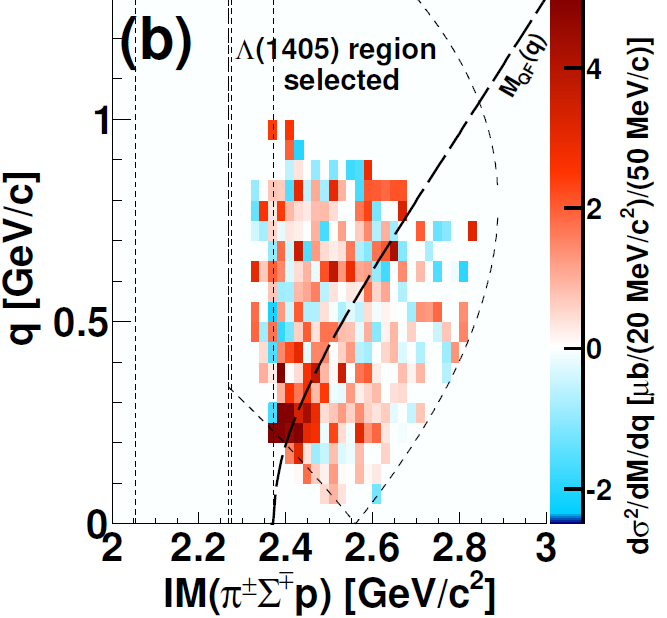 (b)
Λ(1405) region
selected
M_QF(q)
q [GeV/c]
1
0.5
0
2
2.2
2.4
2.6
2.8
3
IM(π±Σ∓p) [GeV/c²]
4
2
0
-2
dσ²/dM/dq [μb/(20 MeV/c²)/(50 MeV/c)]